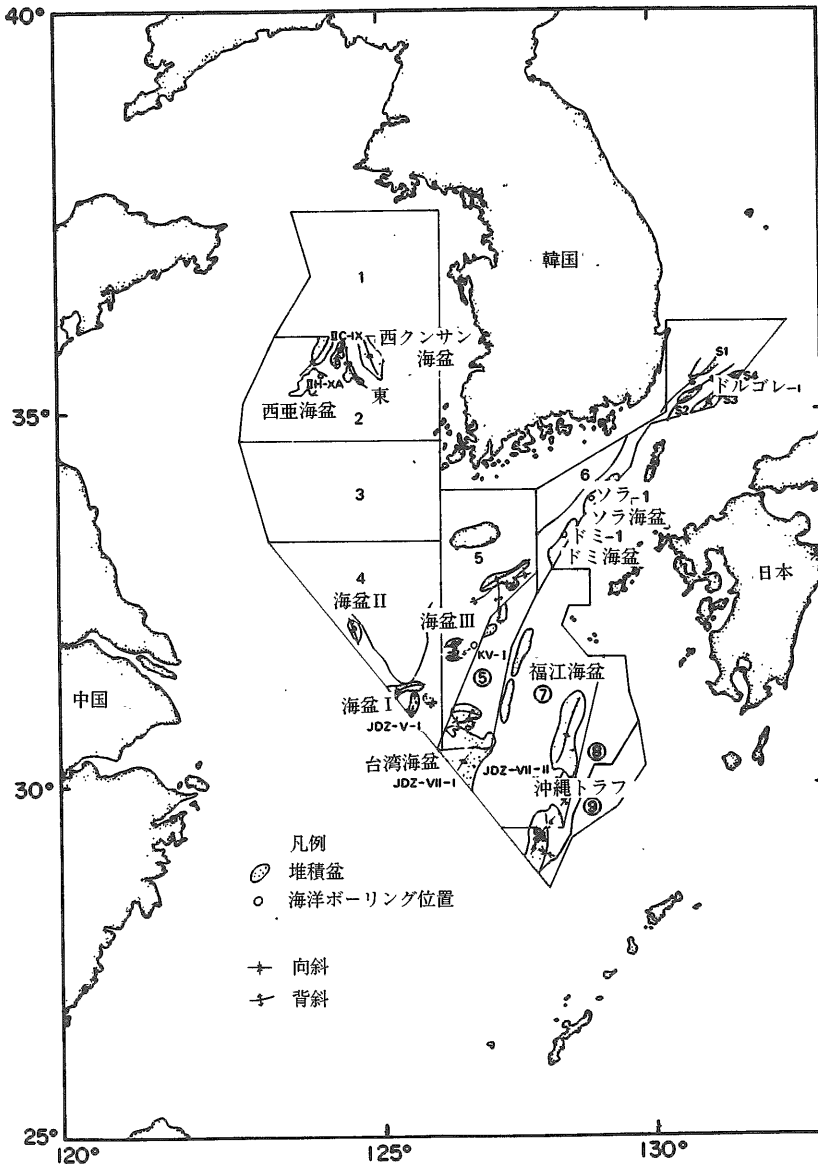 40°
韓国
1
IIC-IX
西クンサン
海盆
IIH-XA
東
西亜海盆
2
S1
S4
ドルゴレ-1
S3
S2
35°
6
ソラ-1
ソラ海盆
3
ドミ-1
ドミ海盆
5
日本
4
海盆II
海盆III
KV-1
⑤
福江海盆
⑦
中国
海盆I
JDZ-V-1
台湾海盆
JDZ-VII-II
⑧
JDZ-VII-1
30°
沖縄トラフ
⑨
凡例
堆積盆
海洋ボーリング位置
向斜
背斜
25°
120°
125°
130°